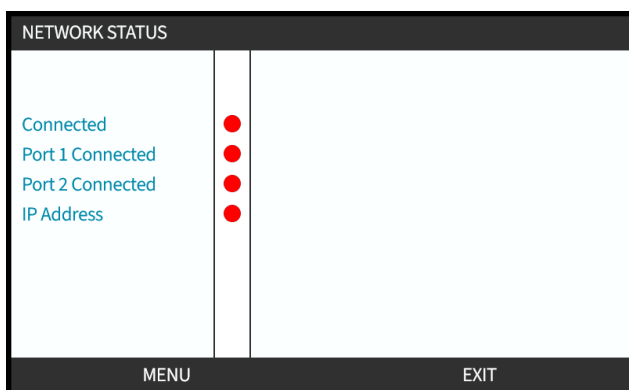 NETWORK STATUS
Connected
Port 1 Connected
Port 2 Connected
IP Address
MENU EXIT